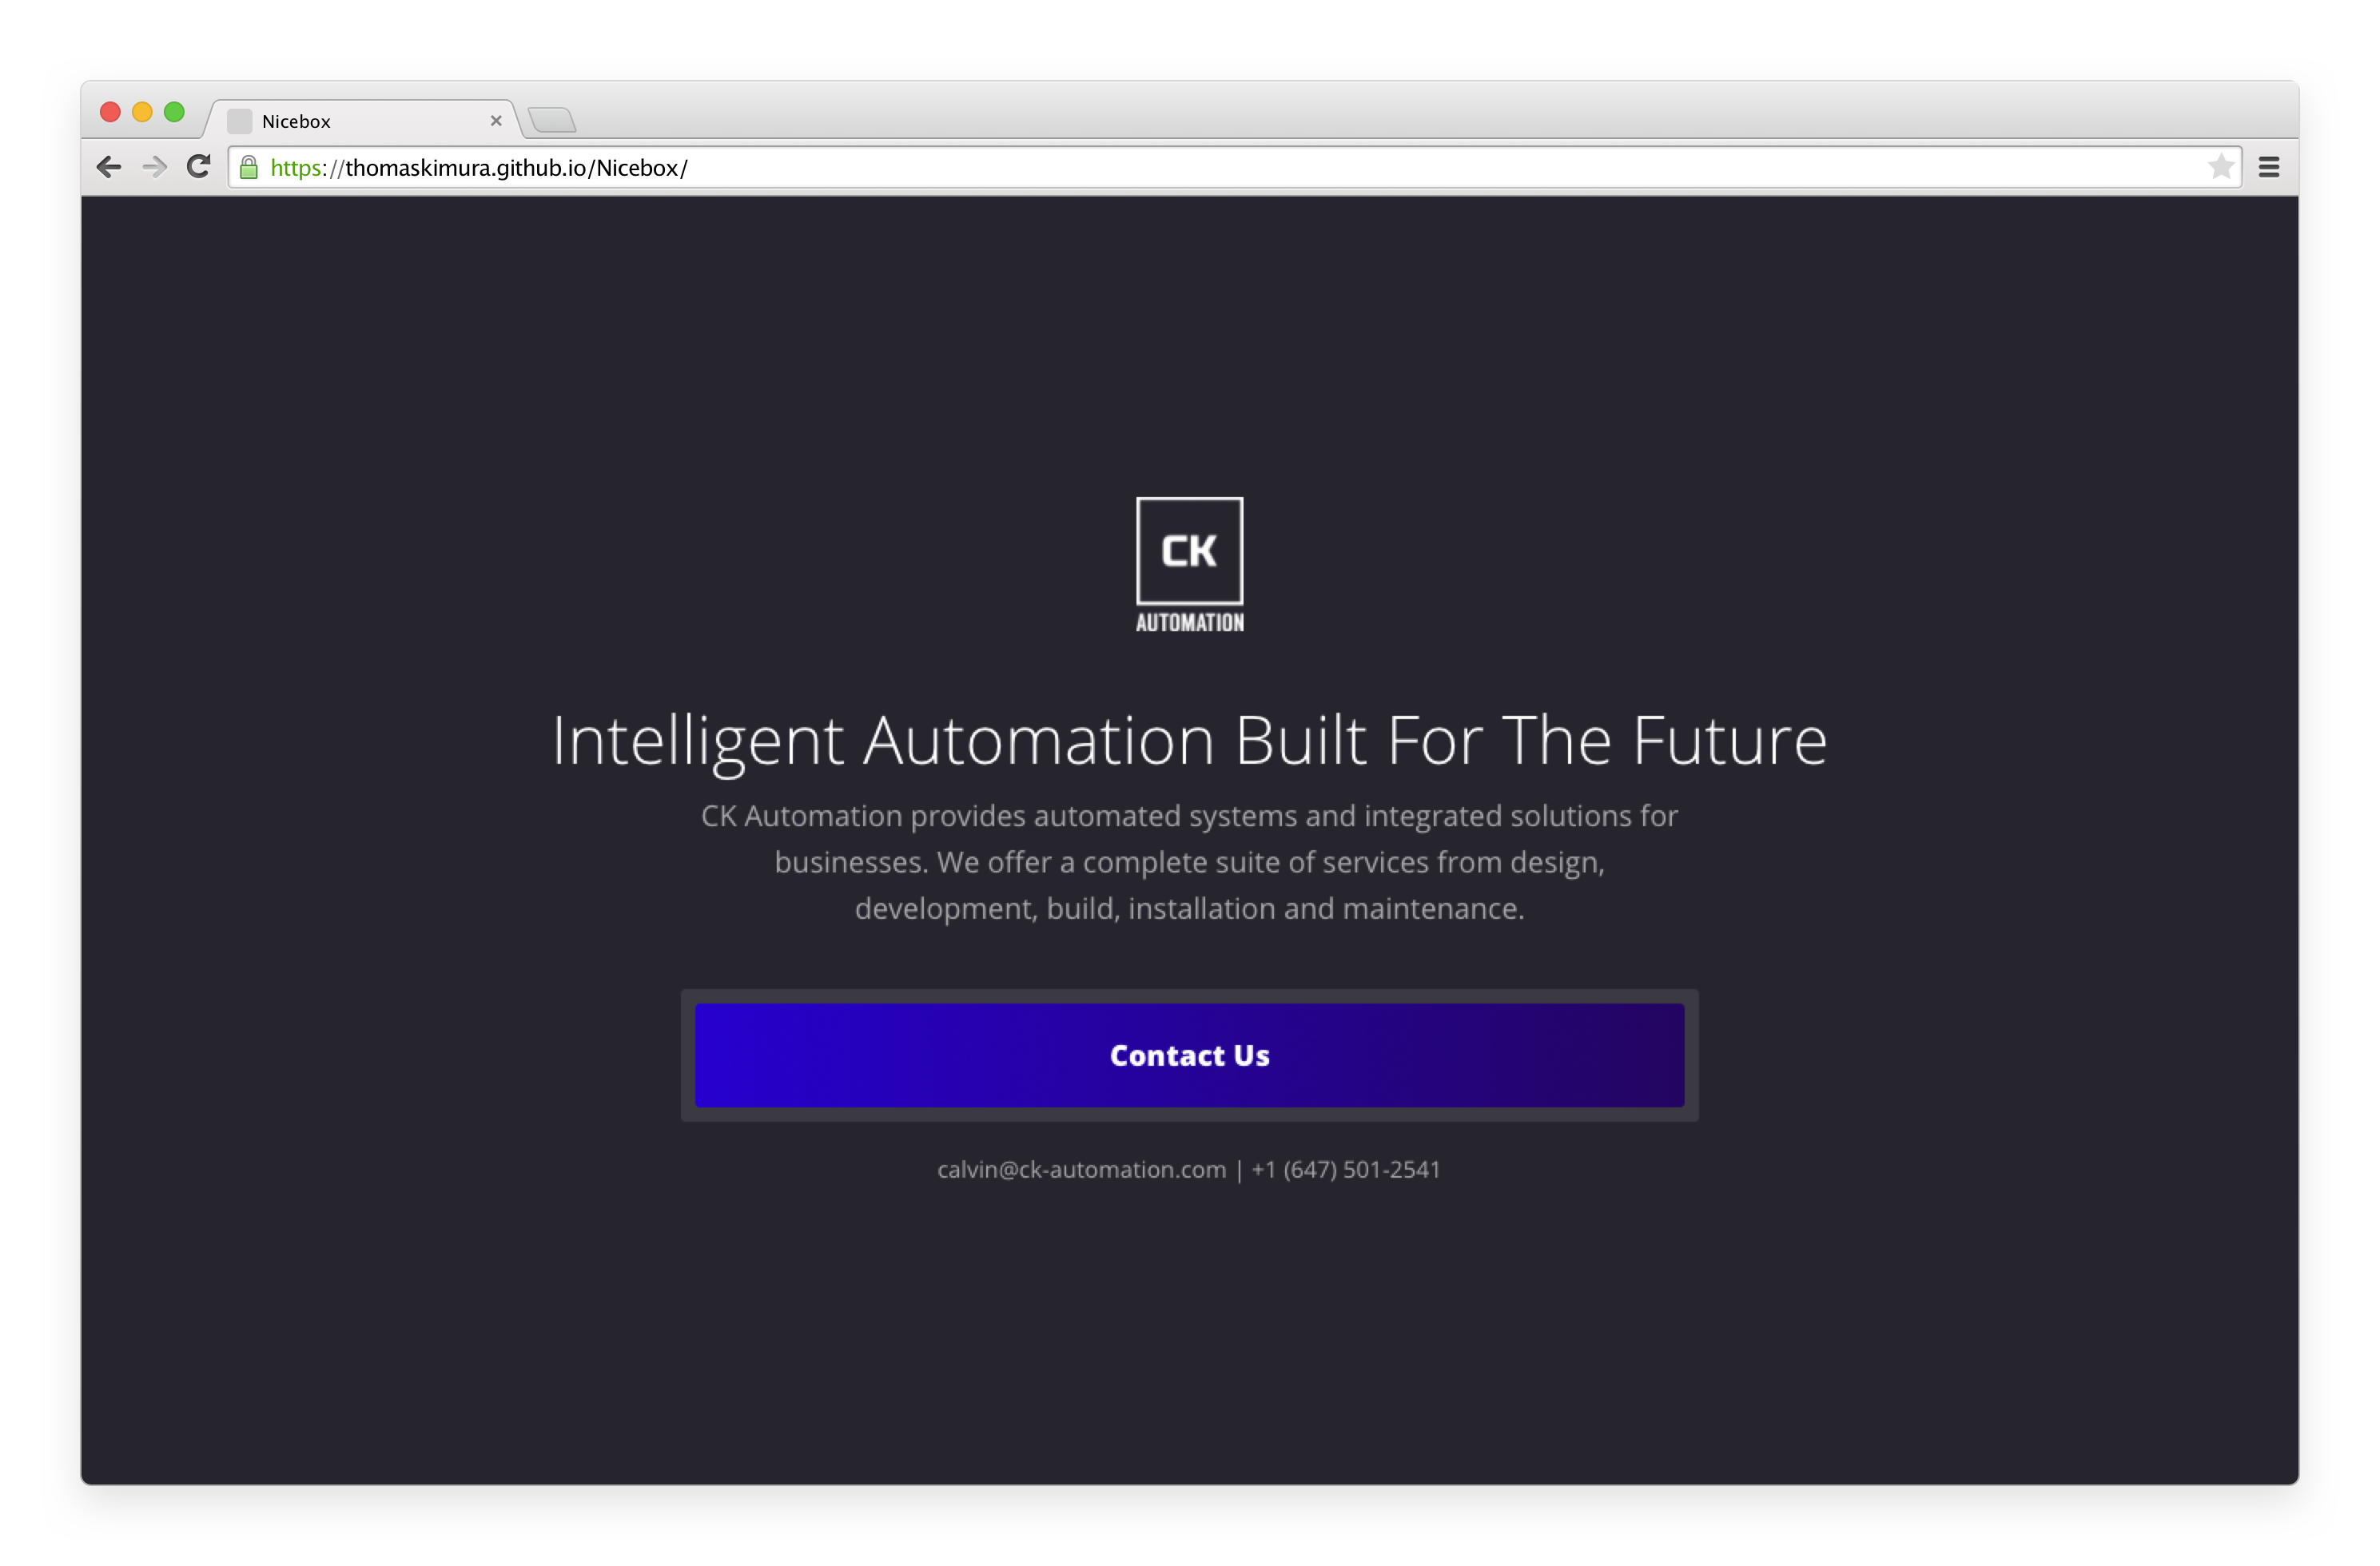 Nicebox
https://thomaskimura.github.io/Nicebox/
CK
AUTOMATION
Intelligent Automation Built For The Future
CK Automation provides automated systems and integrated solutions for
businesses. We offer a complete suite of services from design,
development, build, installation and maintenance.
Contact Us
calvin@ck-automation.com | +1 (647) 501-2541